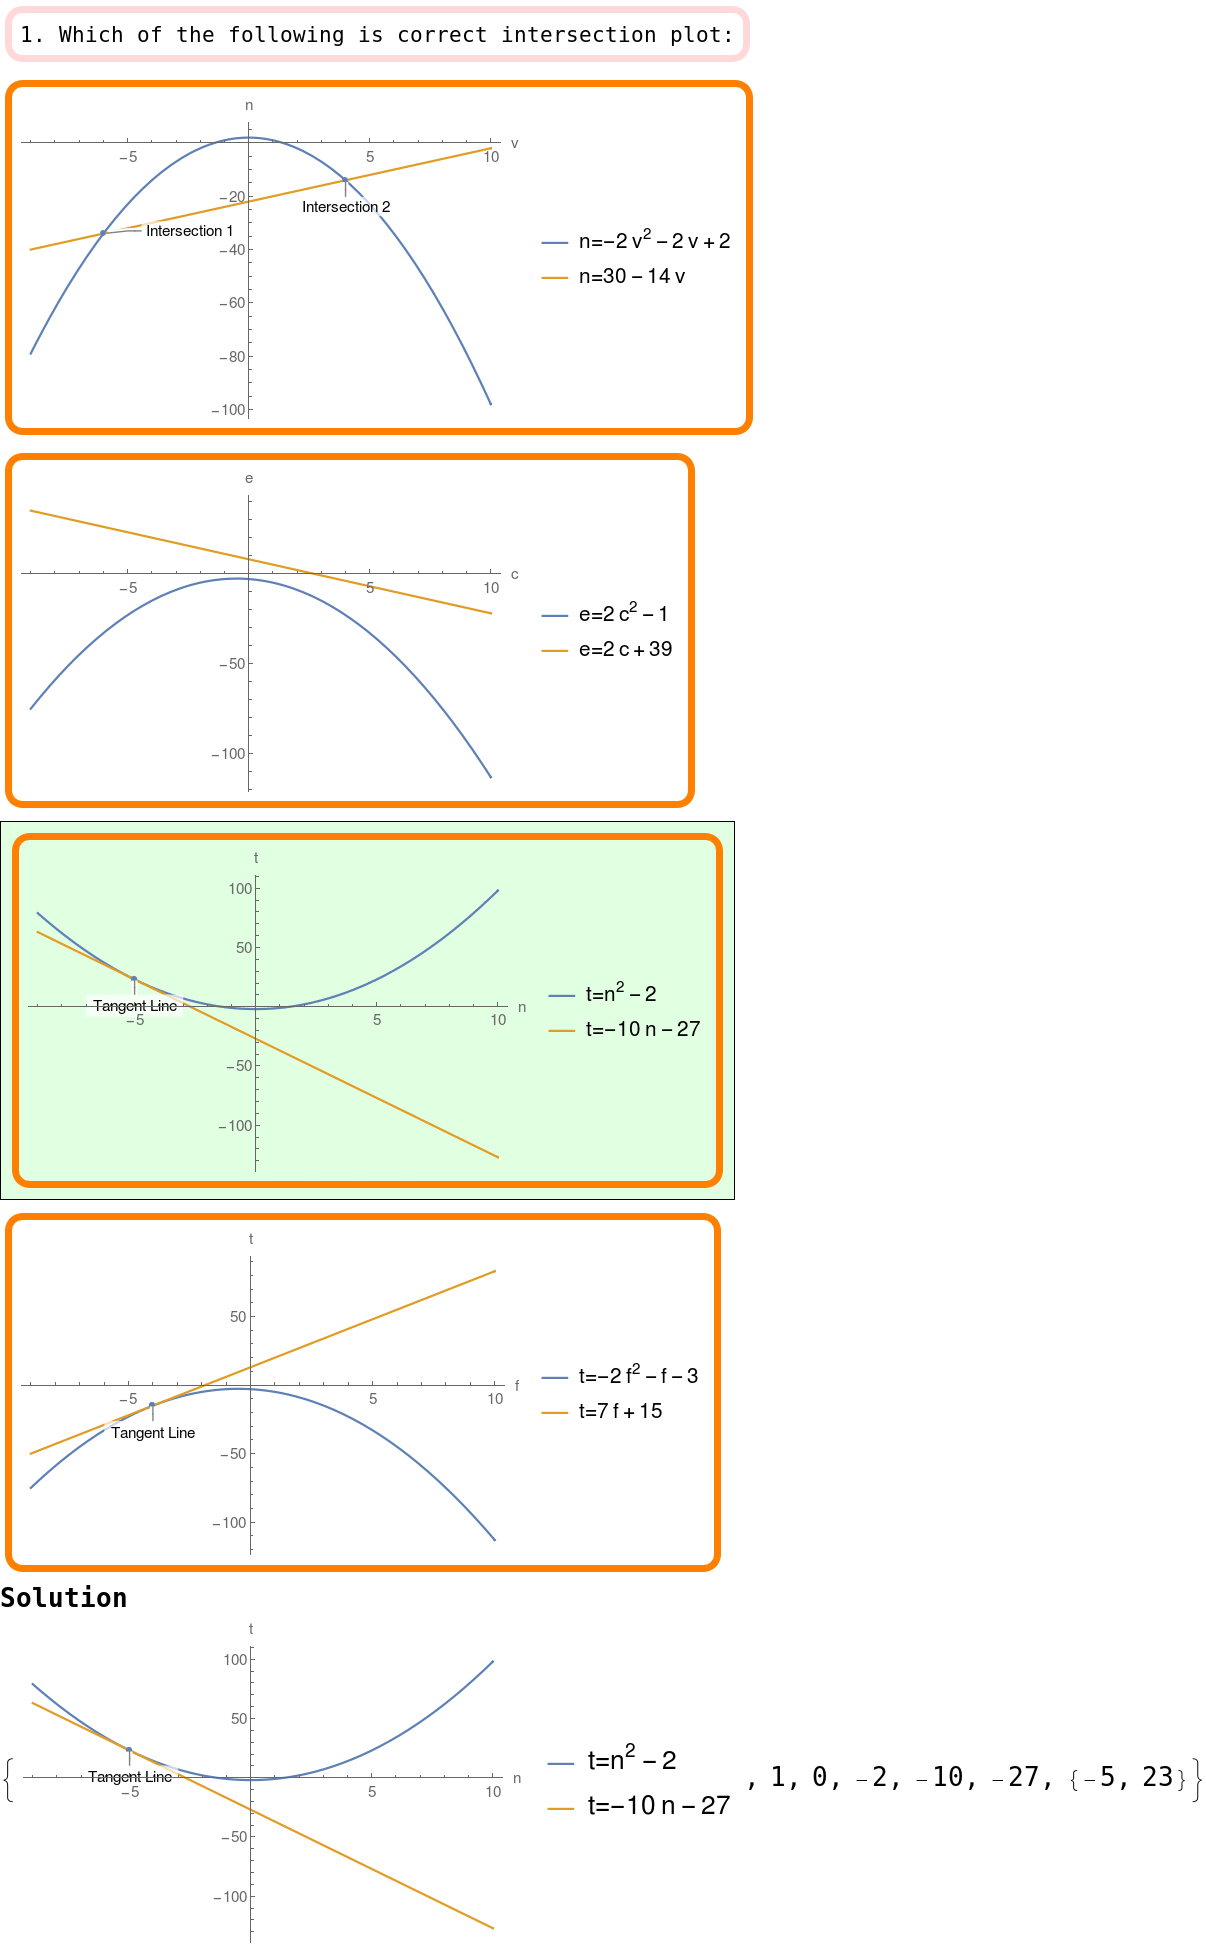 1. Which of the following is correct intersection plot:
n
−5 5 10 v
−20
Intersection 2
Intersection 1
−40
−60
−80
−100
n=−2 v² − 2 v + 2
n=30 − 14 v
e
−5 5 10 c
−50
−100
e=2 c² − 1
e=2 c + 39
t
100
50
Tangent Line
−5 5 10 n
−50
−100
t=n² − 2
t=−10 n − 27
t
50
−5 5 10 f
Tangent Line
−50
−100
t=−2 f² − f − 3
t=7 f + 15
Solution
t
100
50
Tangent Line
−5 5 10 n
−50
−100
t=n² − 2
t=−10 n − 27
{ , 1, 0, −2, −10, −27, {−5, 23}}